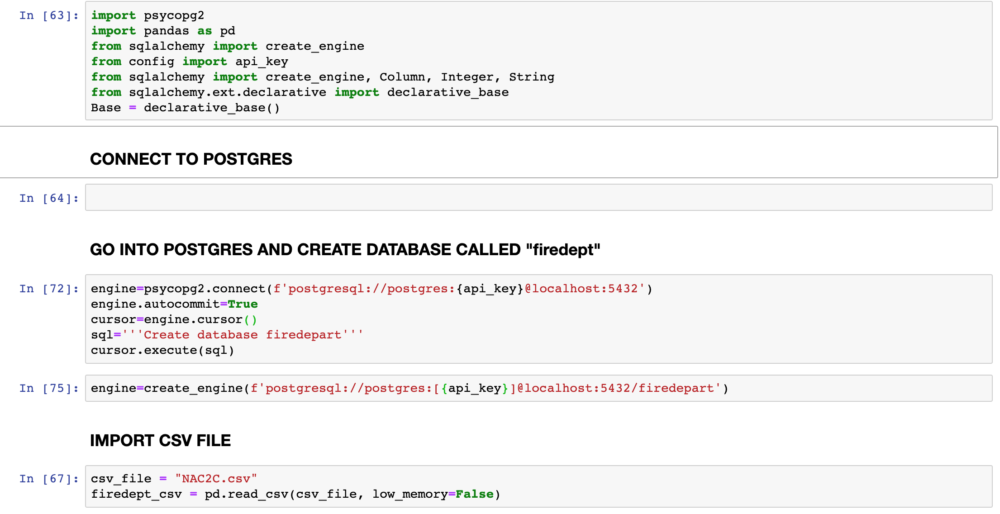 In [63]:
import psycopg2
import pandas as pd
from sqlalchemy import create_engine
from config import api_key
from sqlalchemy import create_engine, Column, Integer, String
from sqlalchemy.ext.declarative import declarative_base
Base = declarative_base()
CONNECT TO POSTGRES
In [64]:
GO INTO POSTGRES AND CREATE DATABASE CALLED "firedept"
In [72]:
engine=psycopg2.connect(f'postgresql://postgres:{api_key}@localhost:5432')
engine.autocommit=True
cursor=engine.cursor()
sql='''Create database firedepart'''
cursor.execute(sql)
In [75]:
engine=create_engine(f'postgresql://postgres:[{api_key}]@localhost:5432/firedepart')
IMPORT CSV FILE
In [67]:
csv_file = "NAC2C.csv"
firedept_csv = pd.read_csv(csv_file, low_memory=False)